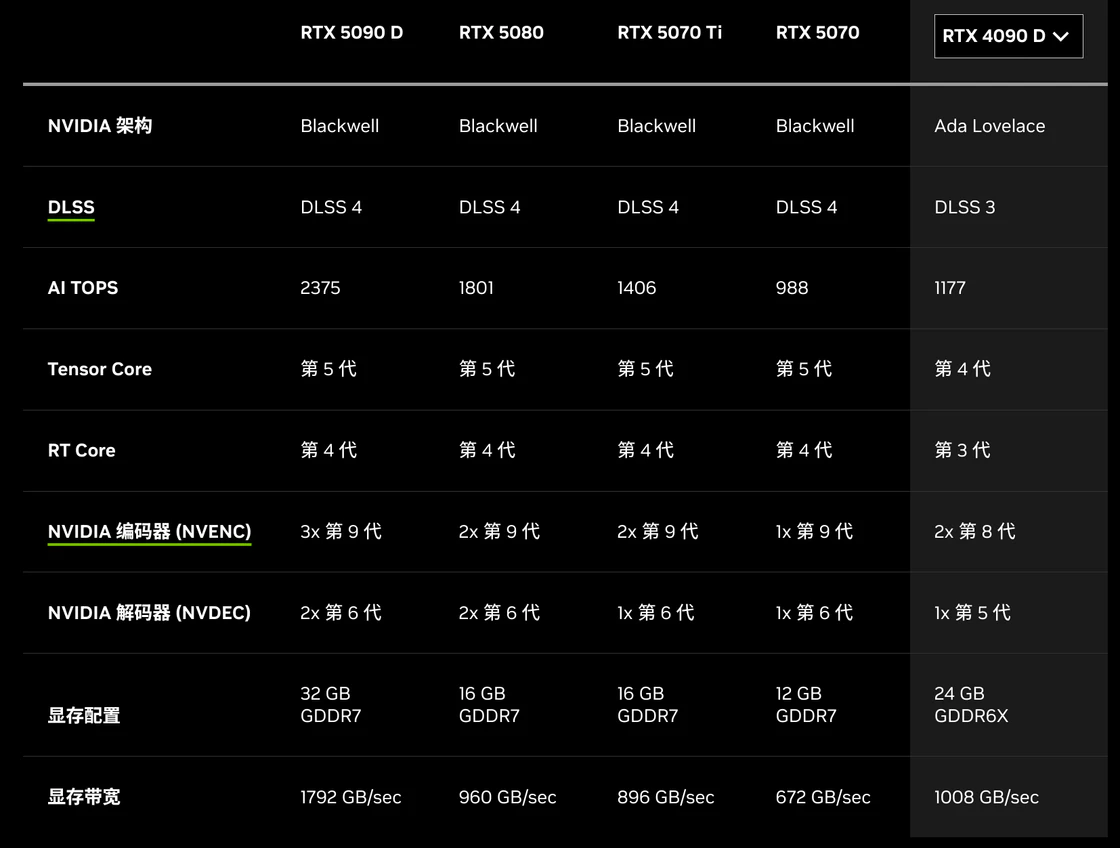 RTX 5090 D RTX 5080 RTX 5070 Ti RTX 5070 RTX 4090 D
NVIDIA 架构 Blackwell Blackwell Blackwell Blackwell Ada Lovelace
DLSS DLSS 4 DLSS 4 DLSS 4 DLSS 4 DLSS 3
AI TOPS 2375 1801 1406 988 1177
Tensor Core 第 5 代 第 5 代 第 5 代 第 5 代 第 4 代
RT Core 第 4 代 第 4 代 第 4 代 第 4 代 第 3 代
NVIDIA 编码器 (NVENC) 3x 第 9 代 2x 第 9 代 2x 第 9 代 1x 第 9 代 2x 第 8 代
NVIDIA 解码器 (NVDEC) 2x 第 6 代 2x 第 6 代 1x 第 6 代 1x 第 6 代 1x 第 5 代
32 GB 16 GB 16 GB 12 GB 24 GB
显存配置 GDDR7 GDDR7 GDDR7 GDDR7 GDDR6X
显存带宽 1792 GB/sec 960 GB/sec 896 GB/sec 672 GB/sec 1008 GB/sec